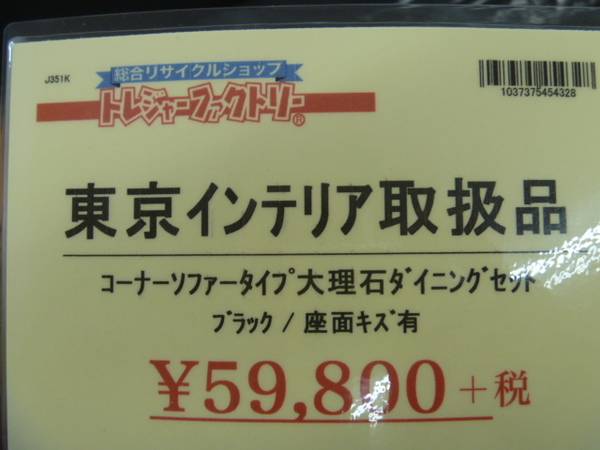 J351K
総合リサイクルショップ
トレジャーファクトリー®
1037375454328
東京インテリア取扱品
コーナーソファータイプ大理石ダイニングセット
ブラック / 座面キズ有
¥59,800+税